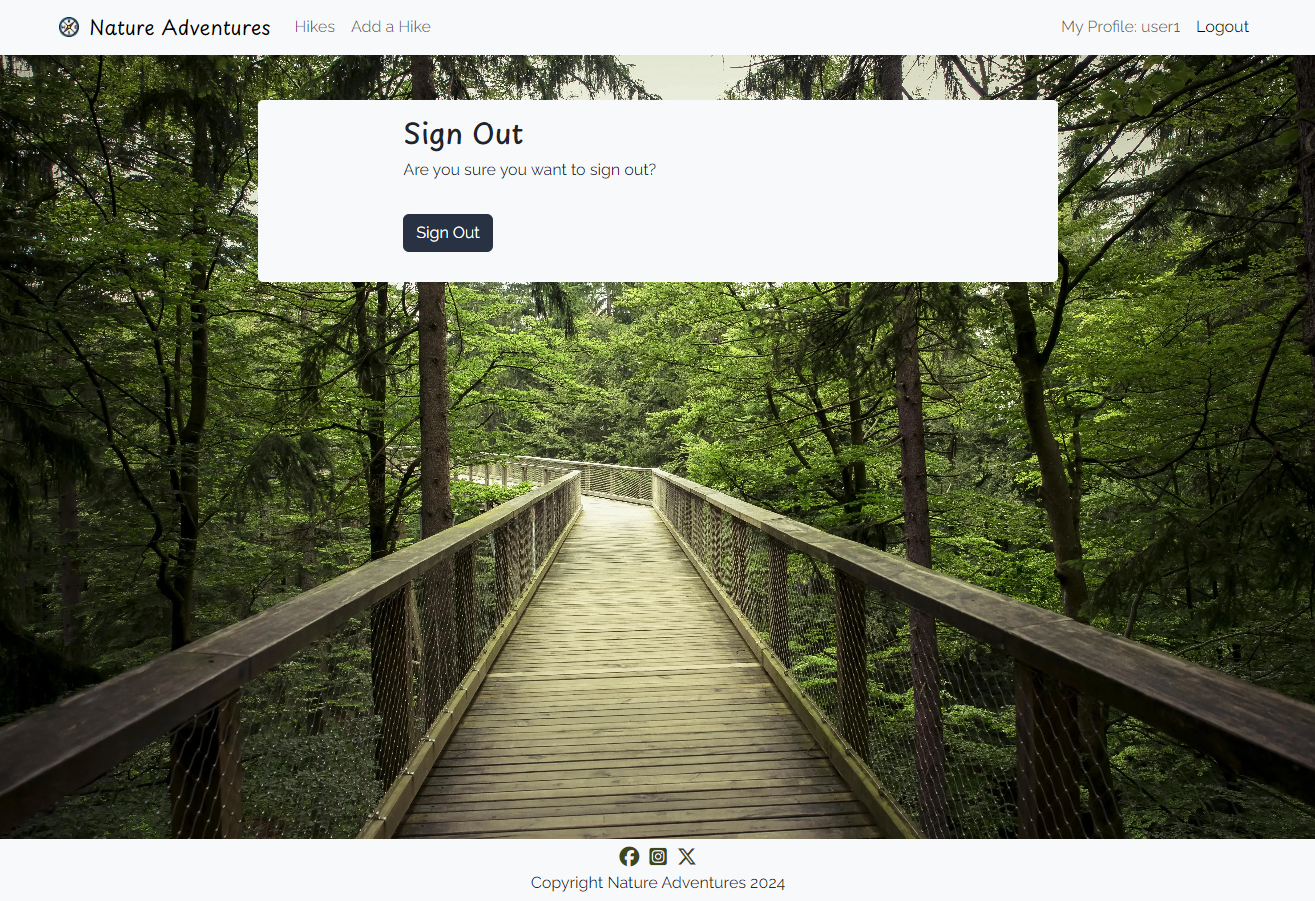 Nature Adventures Hikes Add a Hike My Profile: user1 Logout
Sign Out
Are you sure you want to sign out?
Sign Out
Copyright Nature Adventures 2024